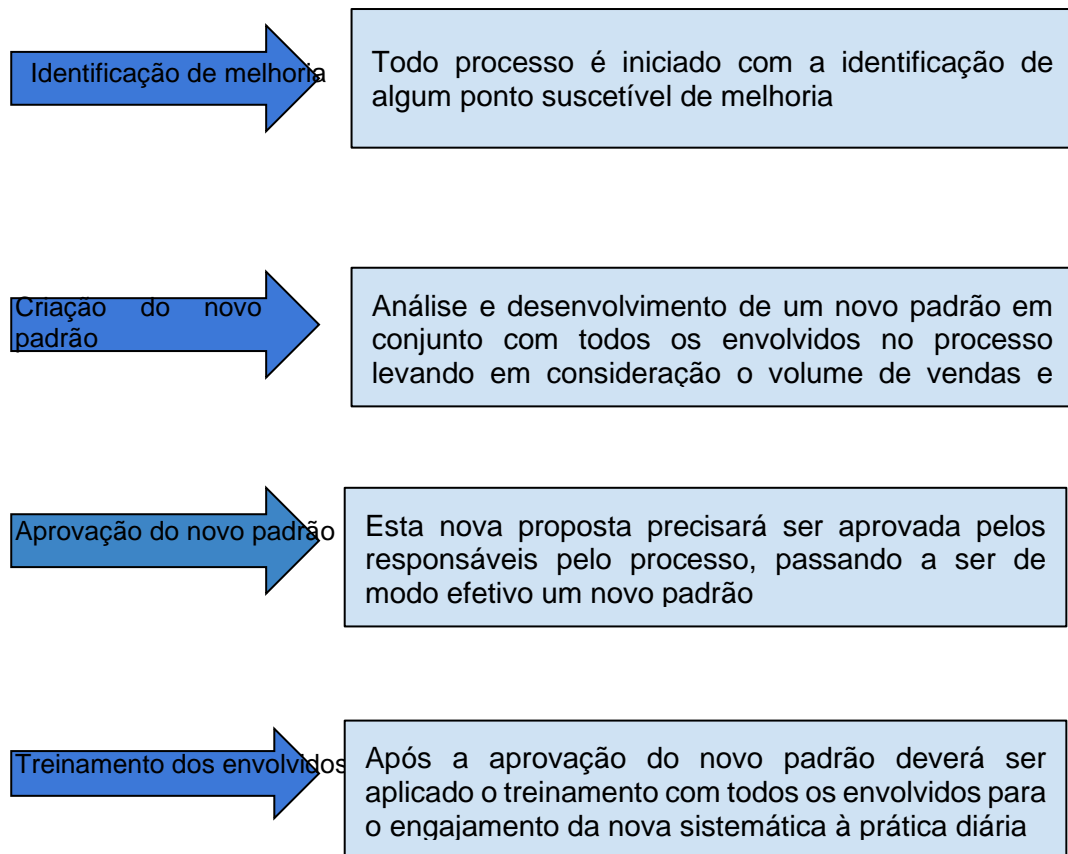 Identificação de melhoria
Todo processo é iniciado com a identificação de
algum ponto suscetível de melhoria
Criação do novo
padrão
Análise e desenvolvimento de um novo padrão em
conjunto com todos os envolvidos no processo
levando em consideração o volume de vendas e
Aprovação do novo padrão
Esta nova proposta precisará ser aprovada pelos
responsáveis pelo processo, passando a ser de
modo efetivo um novo padrão
Treinamento dos envolvidos
Após a aprovação do novo padrão deverá ser
aplicado o treinamento com todos os envolvidos para
o engajamento da nova sistemática à prática diária